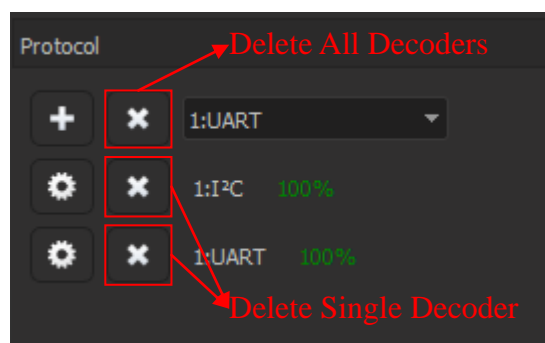 Protocol
Delete All Decoders
1:UART
1:I²C 100%
1:UART 100%
Delete Single Decoder